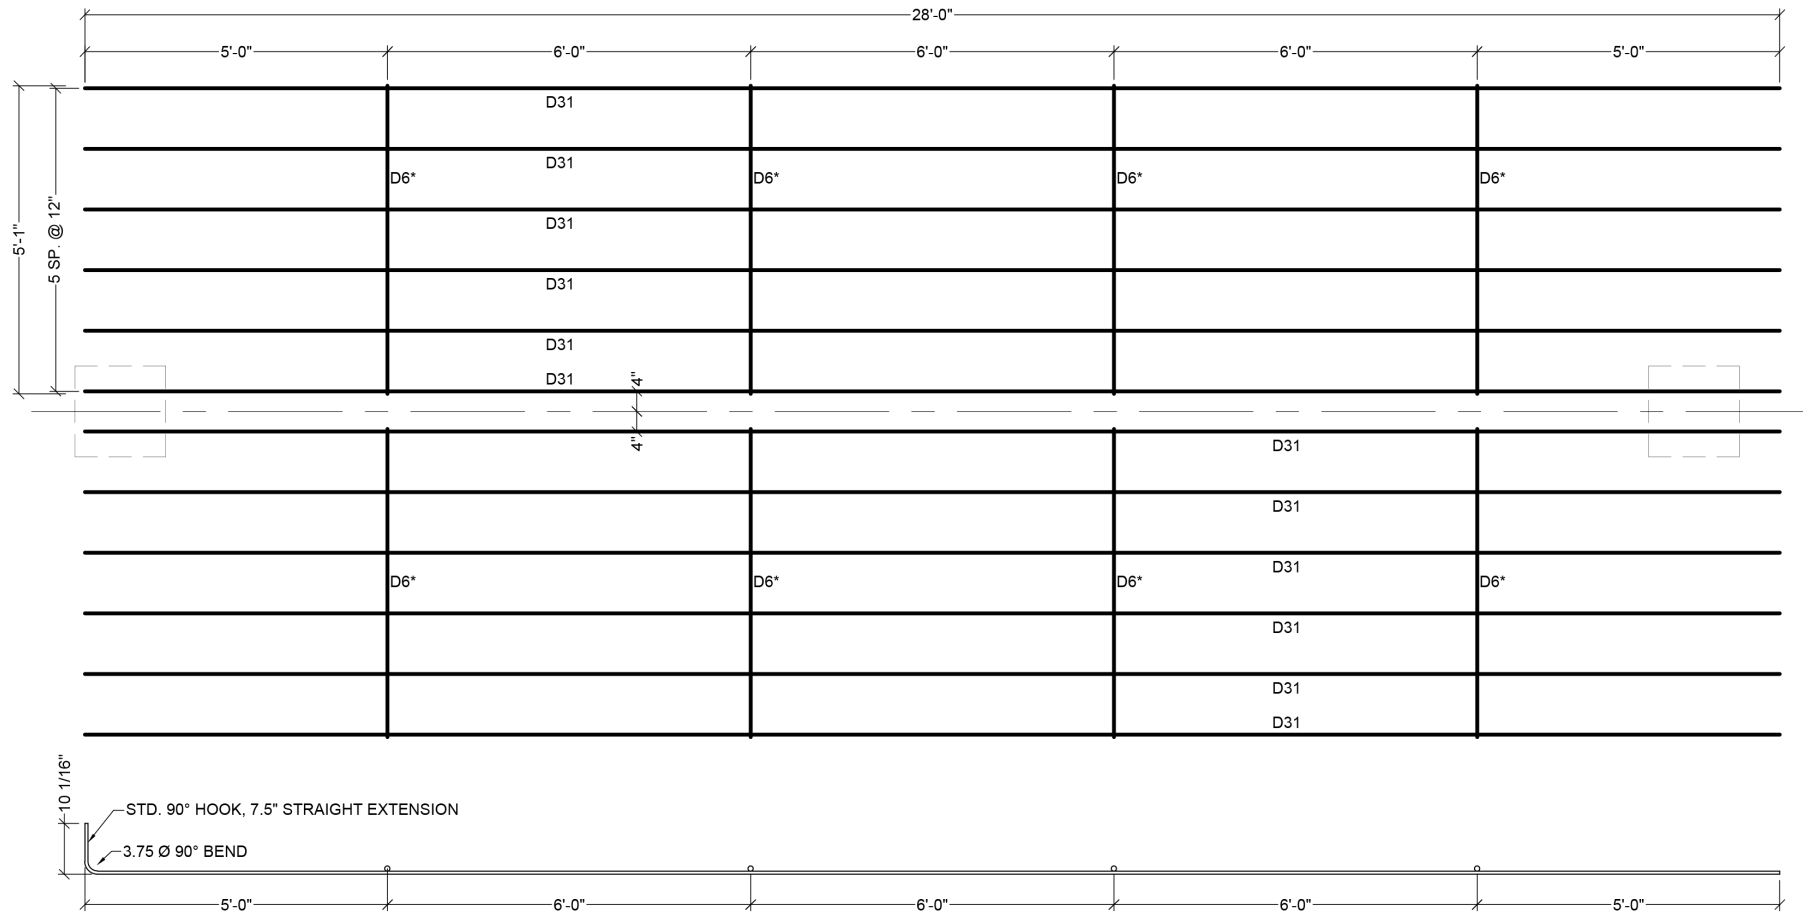 28'-0"
5'-0" 6'-0" 6'-0" 6'-0" 5'-0"
D31
D31
D6* D6* D6* D6*
D31
5'-1"
5 SP. @ 12"
D31
D31
D31
4"
4"
D31
D31
D31
D6* D6* D6* D6*
D31
D31
D31
10 1/16"
STD. 90° HOOK, 7.5" STRAIGHT EXTENSION
3.75 Ø 90° BEND
5'-0" 6'-0" 6'-0" 6'-0" 5'-0"